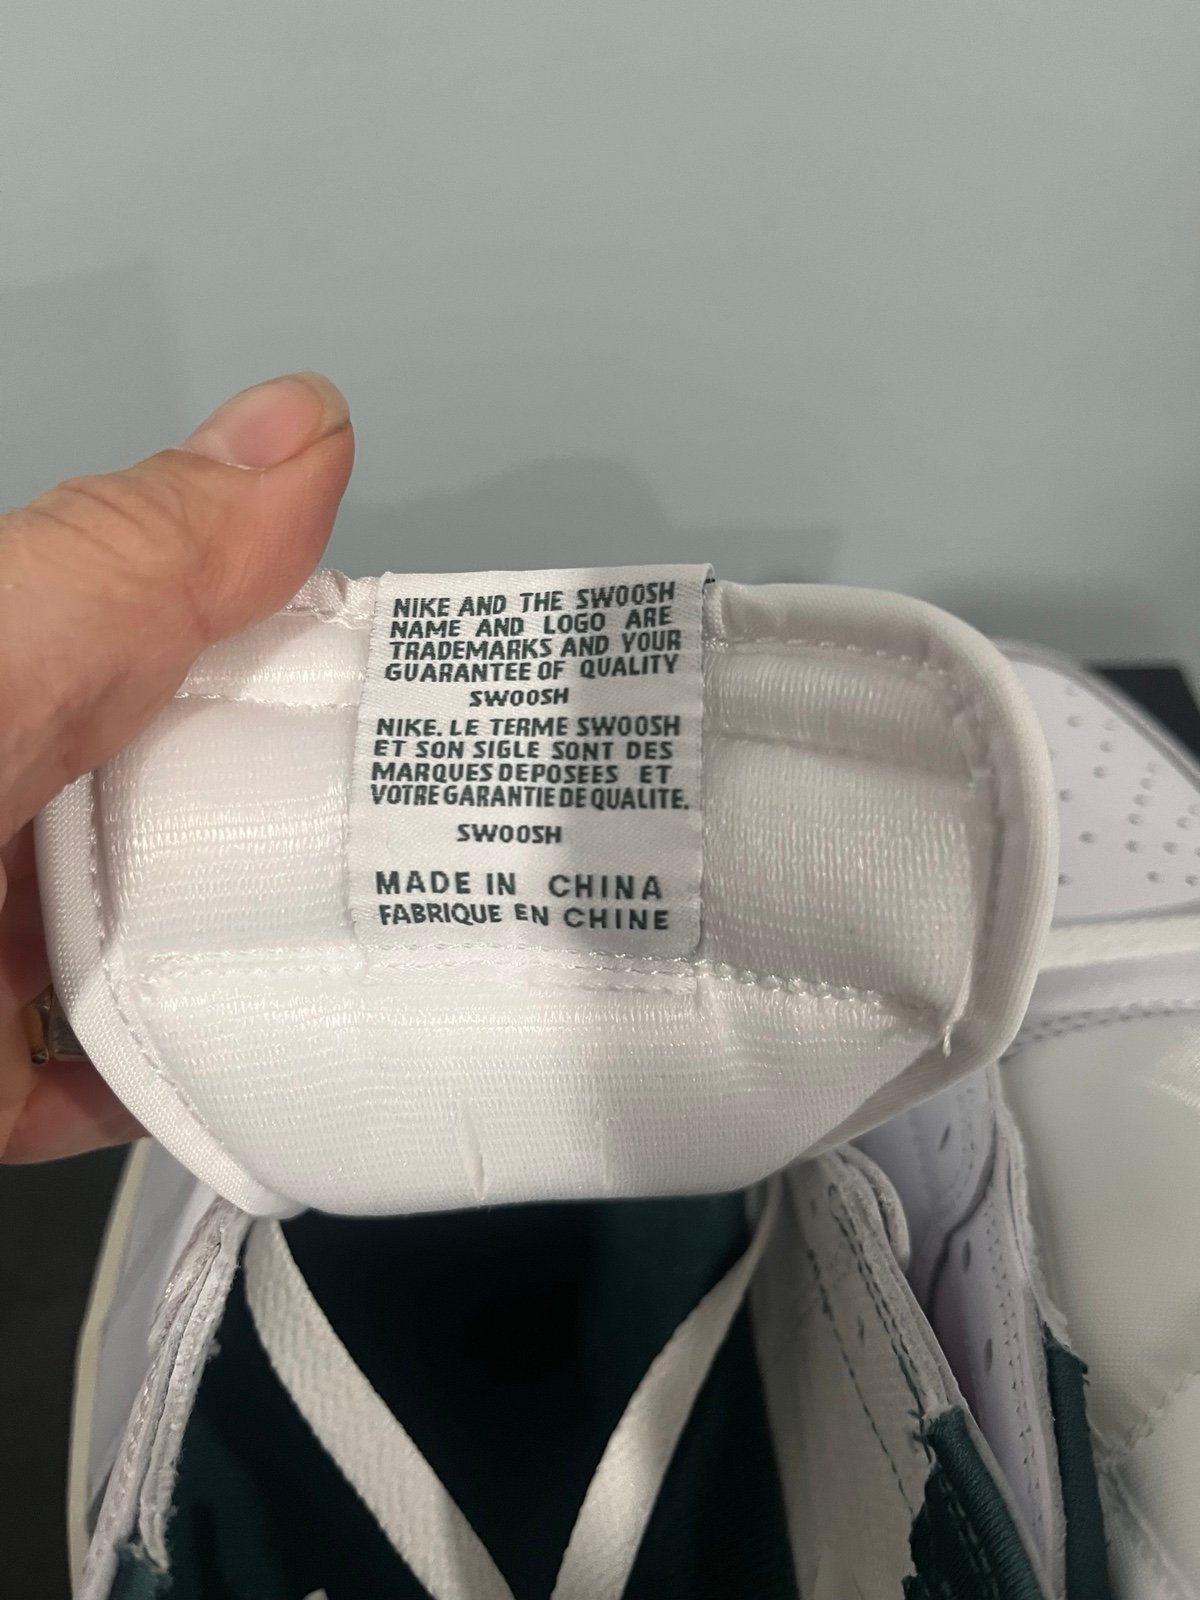 NIKE AND THE SWOOSH
NAME AND LOGO ARE
TRADEMARKS AND YOUR
GUARANTEE OF QUALITY
SWOOSH
NIKE. LE TERME SWOOSH
ET SON SIGLE SONT DES
MARQUES DEPOSEES ET
VOTRE GARANTIE DE QUALITE.
SWOOSH
MADE IN CHINA
FABRIQUE EN CHINE